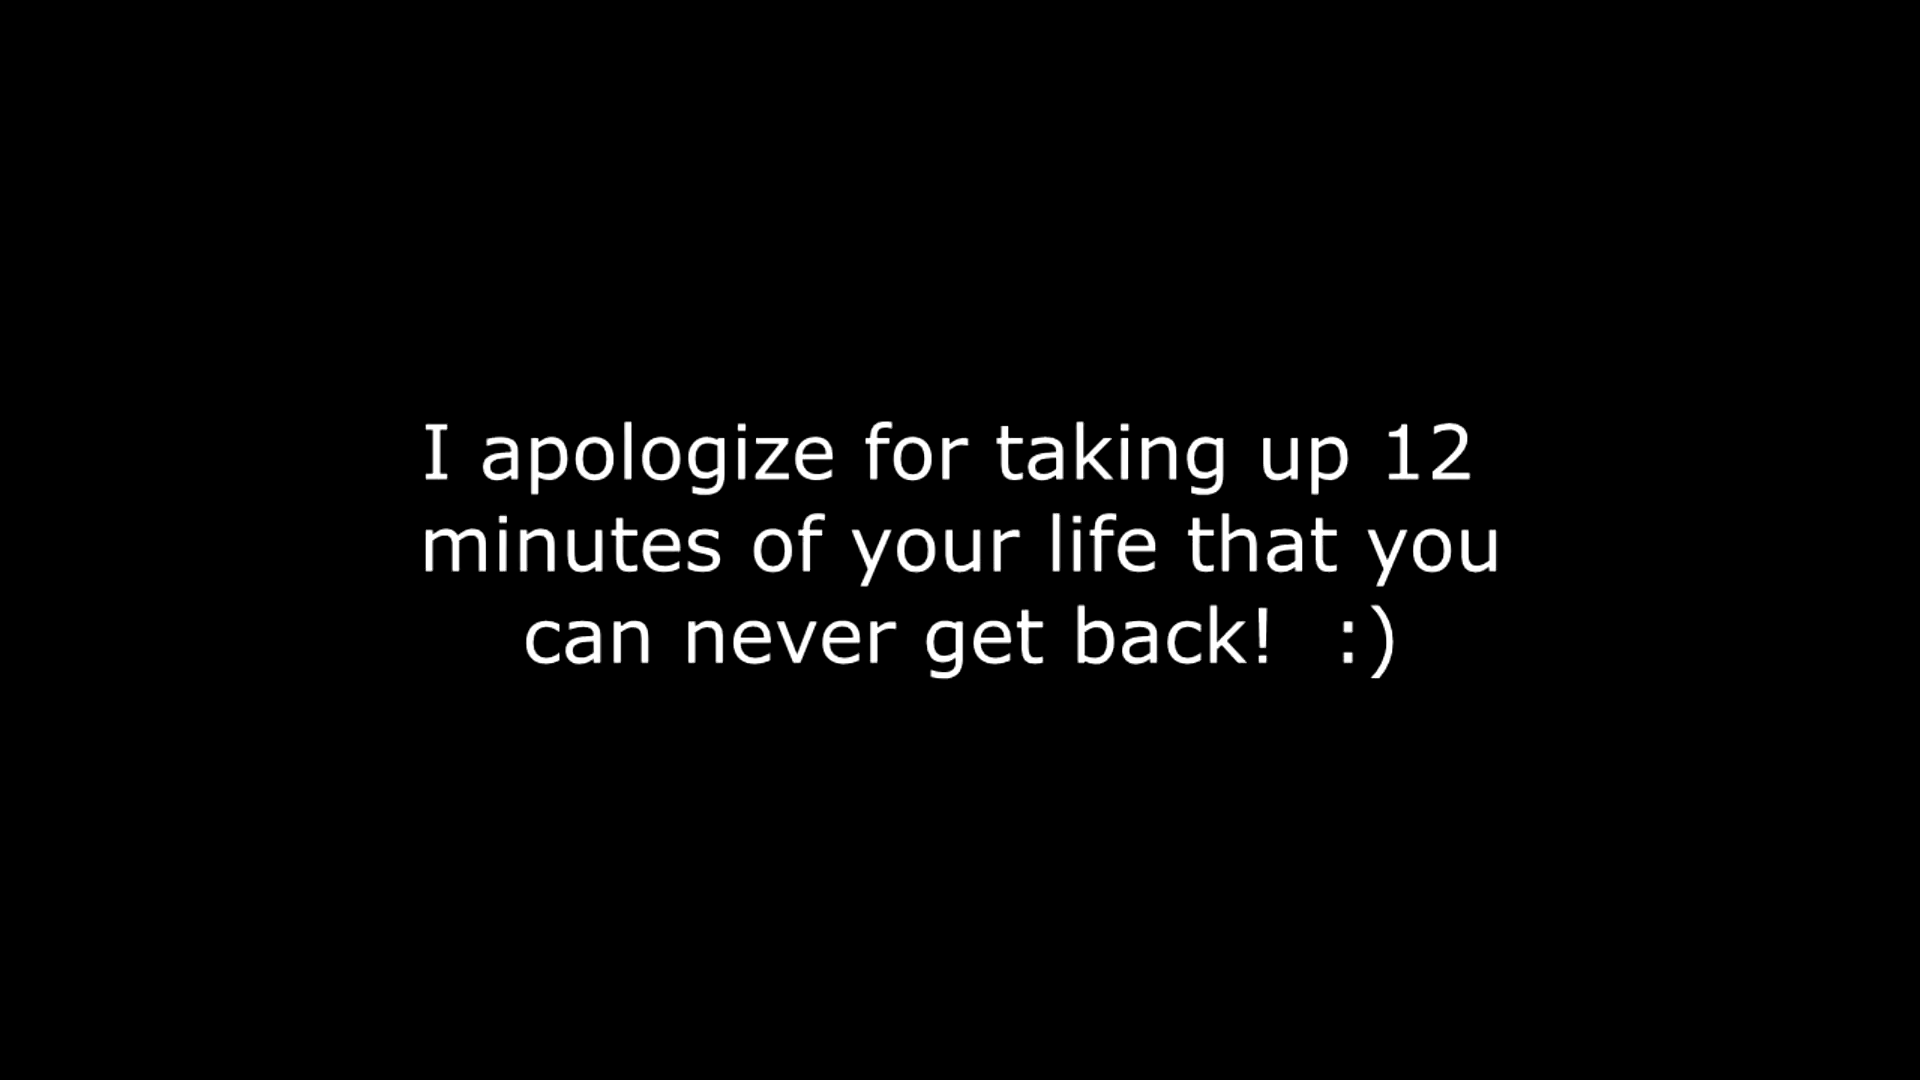 I apologize for taking up 12
minutes of your life that you
can never get back!  :)